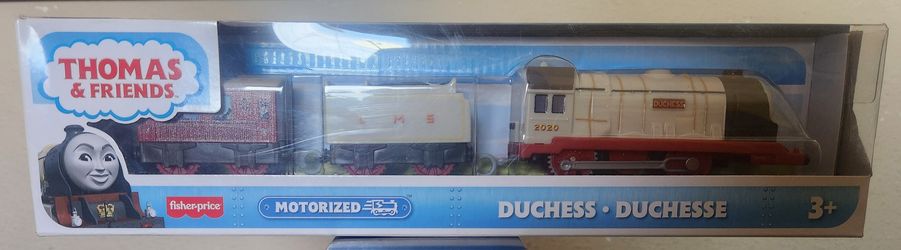 THOMAS
& FRIENDS
L M S
DUCHESS
2020
fisher-price
MOTORIZED
DUCHESS • DUCHESSE
3+